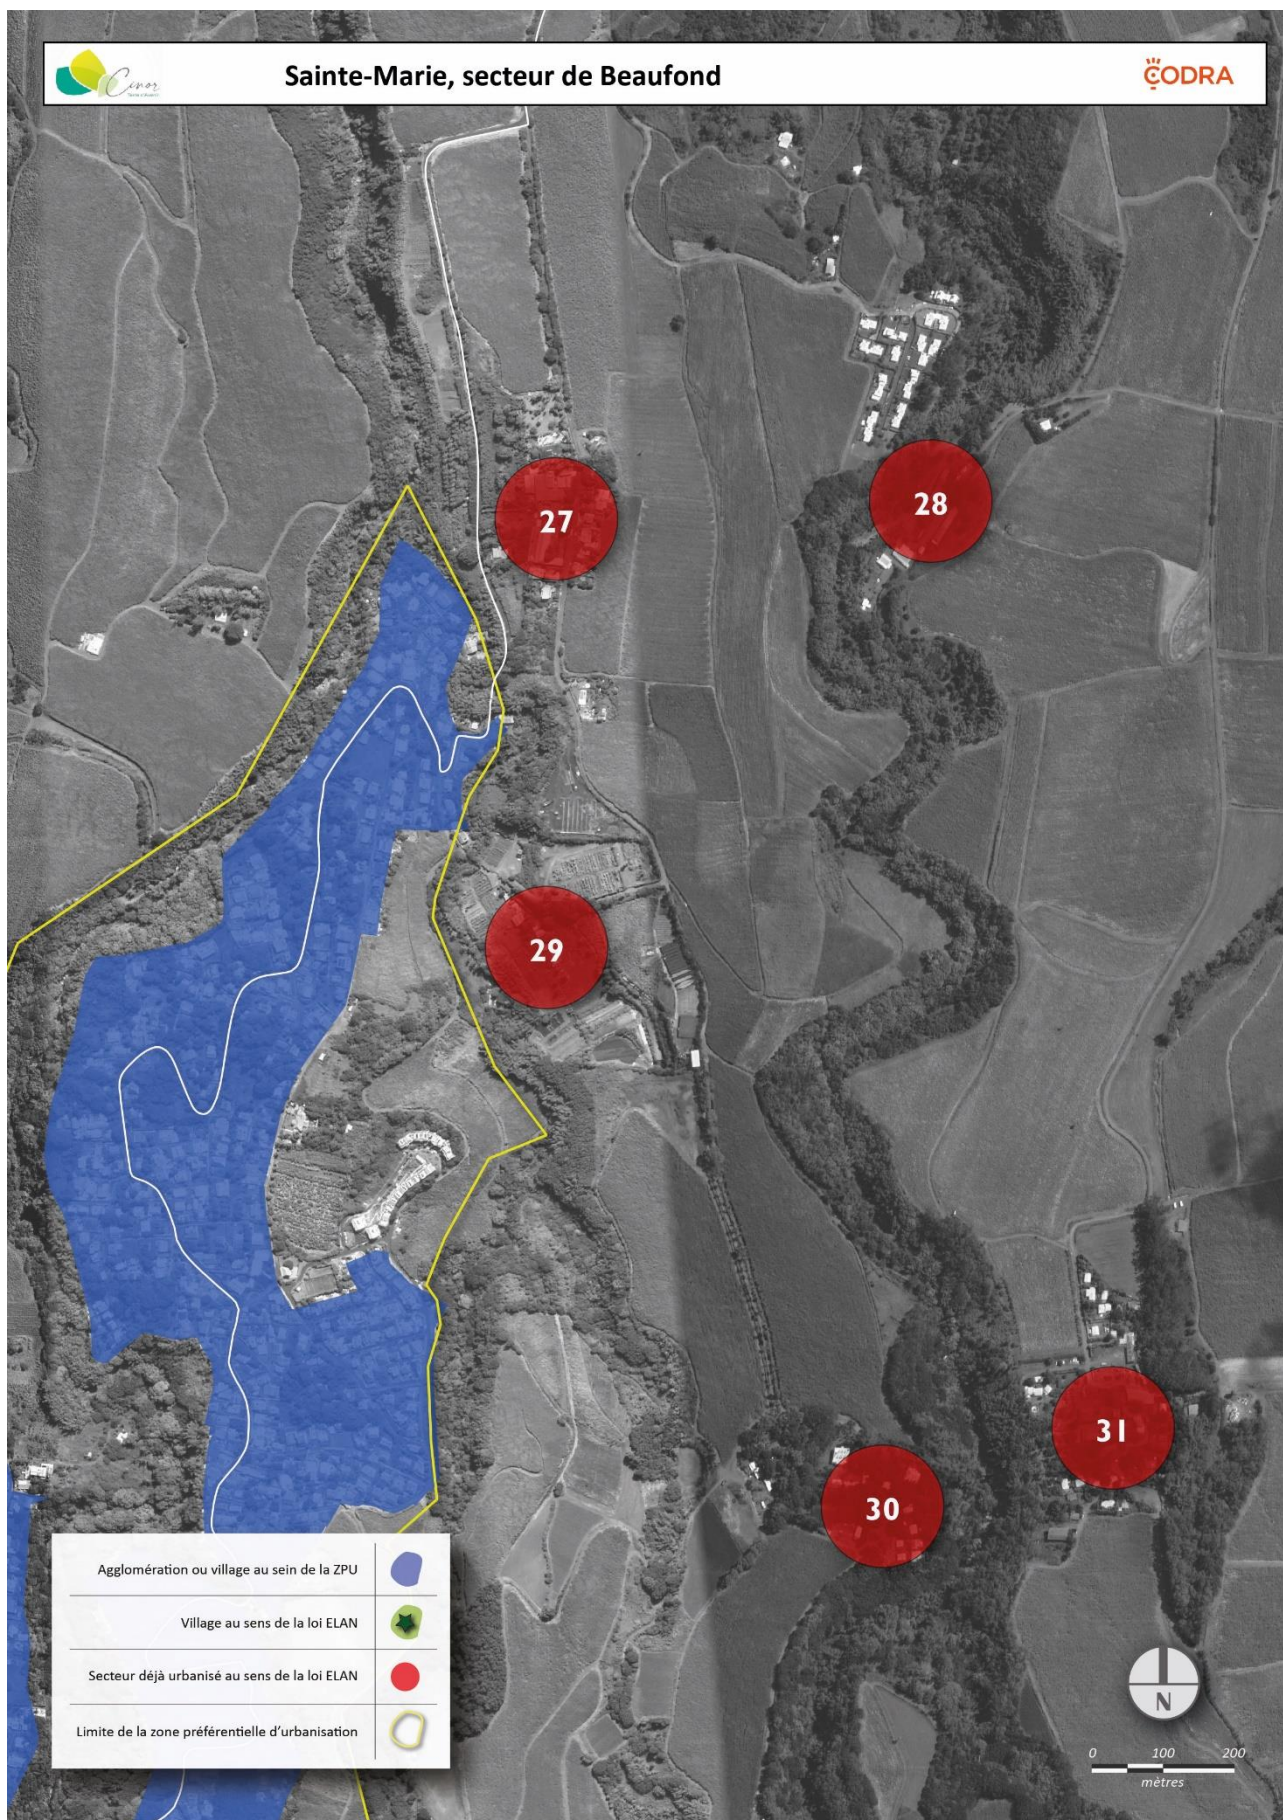 Cinor
Sainte-Marie, secteur de Beaufond
CODRA
27
28
29
30
31
Agglomération ou village au sein de la ZPU
Village au sens de la loi ELAN
Secteur déjà urbanisé au sens de la loi ELAN
Limite de la zone préférentielle d'urbanisation
N
0 100 200
mètres